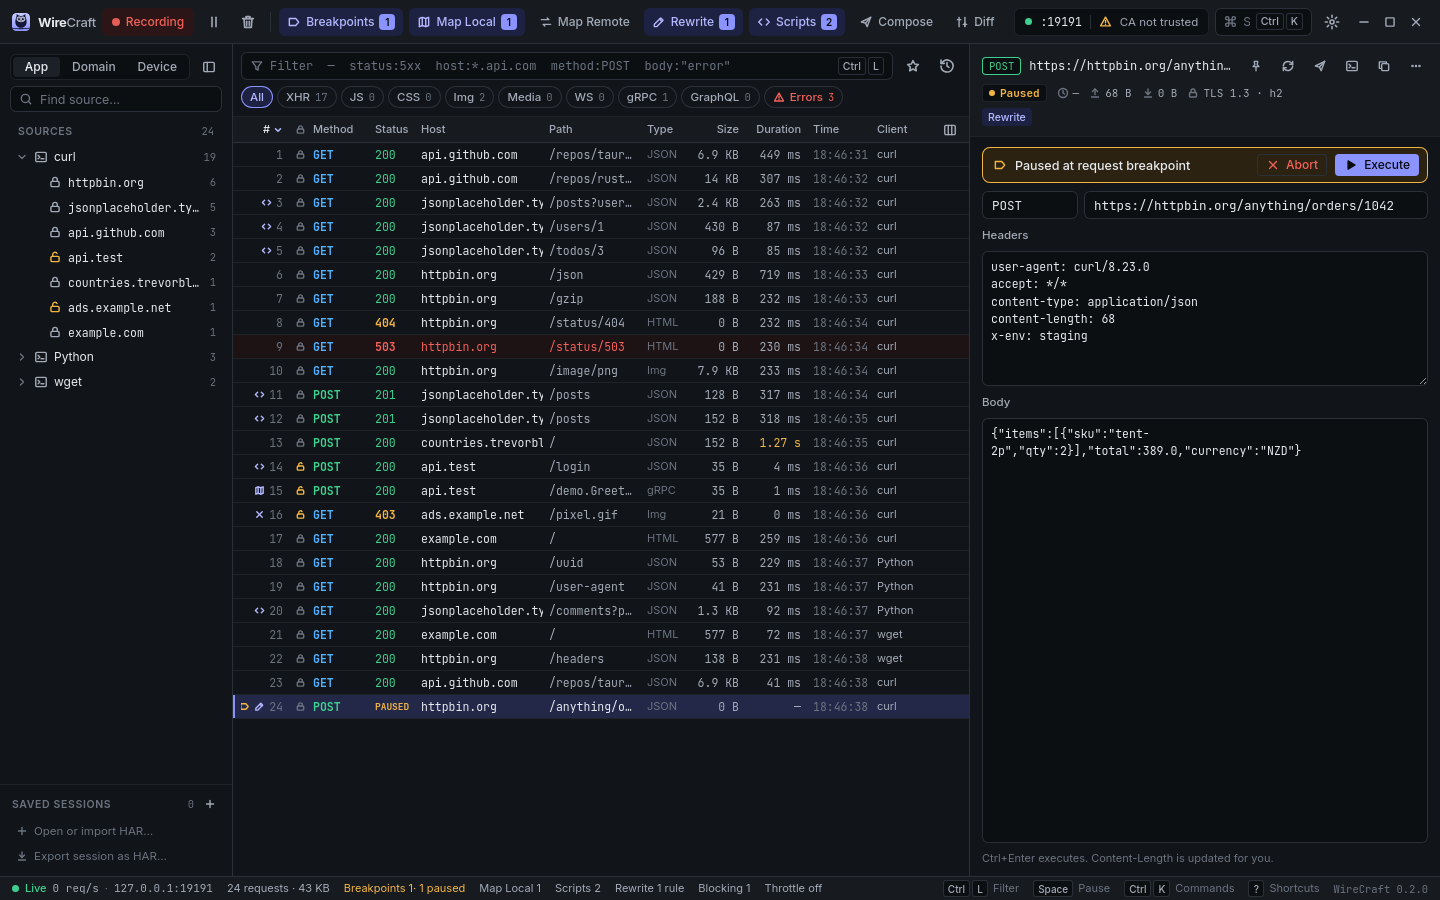 WireCraft Recording Breakpoints 1 Map Local 1 Map Remote Rewrite 1 Scripts 2 Compose Diff :19191 CA not trusted ⌘ S Ctrl K
App Domain Device
Find source...
SOURCES 24
curl 19
httpbin.org 6
jsonplaceholder.ty… 5
api.github.com 3
api.test 2
countries.trevorbl… 1
ads.example.net 1
example.com 1
Python 3
wget 2
SAVED SESSIONS 0 +
Open or import HAR...
Export session as HAR...
Filter — status:5xx host:*.api.com method:POST body:"error" Ctrl L
All XHR 17 JS 0 CSS 0 Img 2 Media 0 WS 0 gRPC 1 GraphQL 0 Errors 3
# Method Status Host Path Type Size Duration Time Client
1 GET 200 api.github.com /repos/taur… JSON 6.9 KB 449 ms 18:46:31 curl
2 GET 200 api.github.com /repos/rust… JSON 14 KB 307 ms 18:46:32 curl
3 GET 200 jsonplaceholder.ty /posts?user… JSON 2.4 KB 263 ms 18:46:32 curl
4 GET 200 jsonplaceholder.ty /users/1 JSON 430 B 87 ms 18:46:32 curl
5 GET 200 jsonplaceholder.ty /todos/3 JSON 96 B 85 ms 18:46:32 curl
6 GET 200 httpbin.org /json JSON 429 B 719 ms 18:46:33 curl
7 GET 200 httpbin.org /gzip JSON 188 B 232 ms 18:46:33 curl
8 GET 404 httpbin.org /status/404 HTML 0 B 232 ms 18:46:34 curl
9 GET 503 httpbin.org /status/503 HTML 0 B 230 ms 18:46:34 curl
10 GET 200 httpbin.org /image/png Img 7.9 KB 233 ms 18:46:34 curl
11 POST 201 jsonplaceholder.ty /posts JSON 128 B 317 ms 18:46:34 curl
12 POST 201 jsonplaceholder.ty /posts JSON 152 B 318 ms 18:46:35 curl
13 GET 200 countries.trevorbl / JSON 152 B 1.27 s 18:46:35 curl
14 POST 200 api.test /login JSON 35 B 4 ms 18:46:36 curl
15 POST 200 api.test /demo.Greet… gRPC 35 B 1 ms 18:46:36 curl
16 GET 403 ads.example.net /pixel.gif Img 21 B 0 ms 18:46:36 curl
17 GET 200 example.com / HTML 577 B 259 ms 18:46:36 curl
18 GET 200 httpbin.org /uuid JSON 53 B 229 ms 18:46:37 Python
19 GET 200 httpbin.org /user-agent JSON 41 B 231 ms 18:46:37 Python
20 GET 200 jsonplaceholder.ty /comments?p… JSON 1.3 KB 92 ms 18:46:37 Python
21 GET 200 example.com / HTML 577 B 72 ms 18:46:37 wget
22 GET 200 httpbin.org /headers JSON 138 B 231 ms 18:46:38 wget
23 GET 200 api.github.com /repos/taur… JSON 6.9 KB 41 ms 18:46:38 curl
24 POST PAUSED httpbin.org /anything/o… JSON 0 B — 18:46:38 curl
POST https://httpbin.org/anythin…
Paused — 68 B 0 B TLS 1.3 · h2
Rewrite
Paused at request breakpoint Abort Execute
POST https://httpbin.org/anything/orders/1042
Headers
user-agent: curl/8.23.0
accept: */*
content-type: application/json
content-length: 68
x-env: staging
Body
{"items":[{"sku":"tent-
2p","qty":2}],"total":389.0,"currency":"NZD"}
Ctrl+Enter executes. Content-Length is updated for you.
Live 0 req/s · 127.0.0.1:19191 24 requests · 43 KB Breakpoints 1 · 1 paused Map Local 1 Scripts 2 Rewrite 1 rule Blocking 1 Throttle off Ctrl L Filter Space Pause Ctrl K Commands ? Shortcuts WireCraft 0.2.0